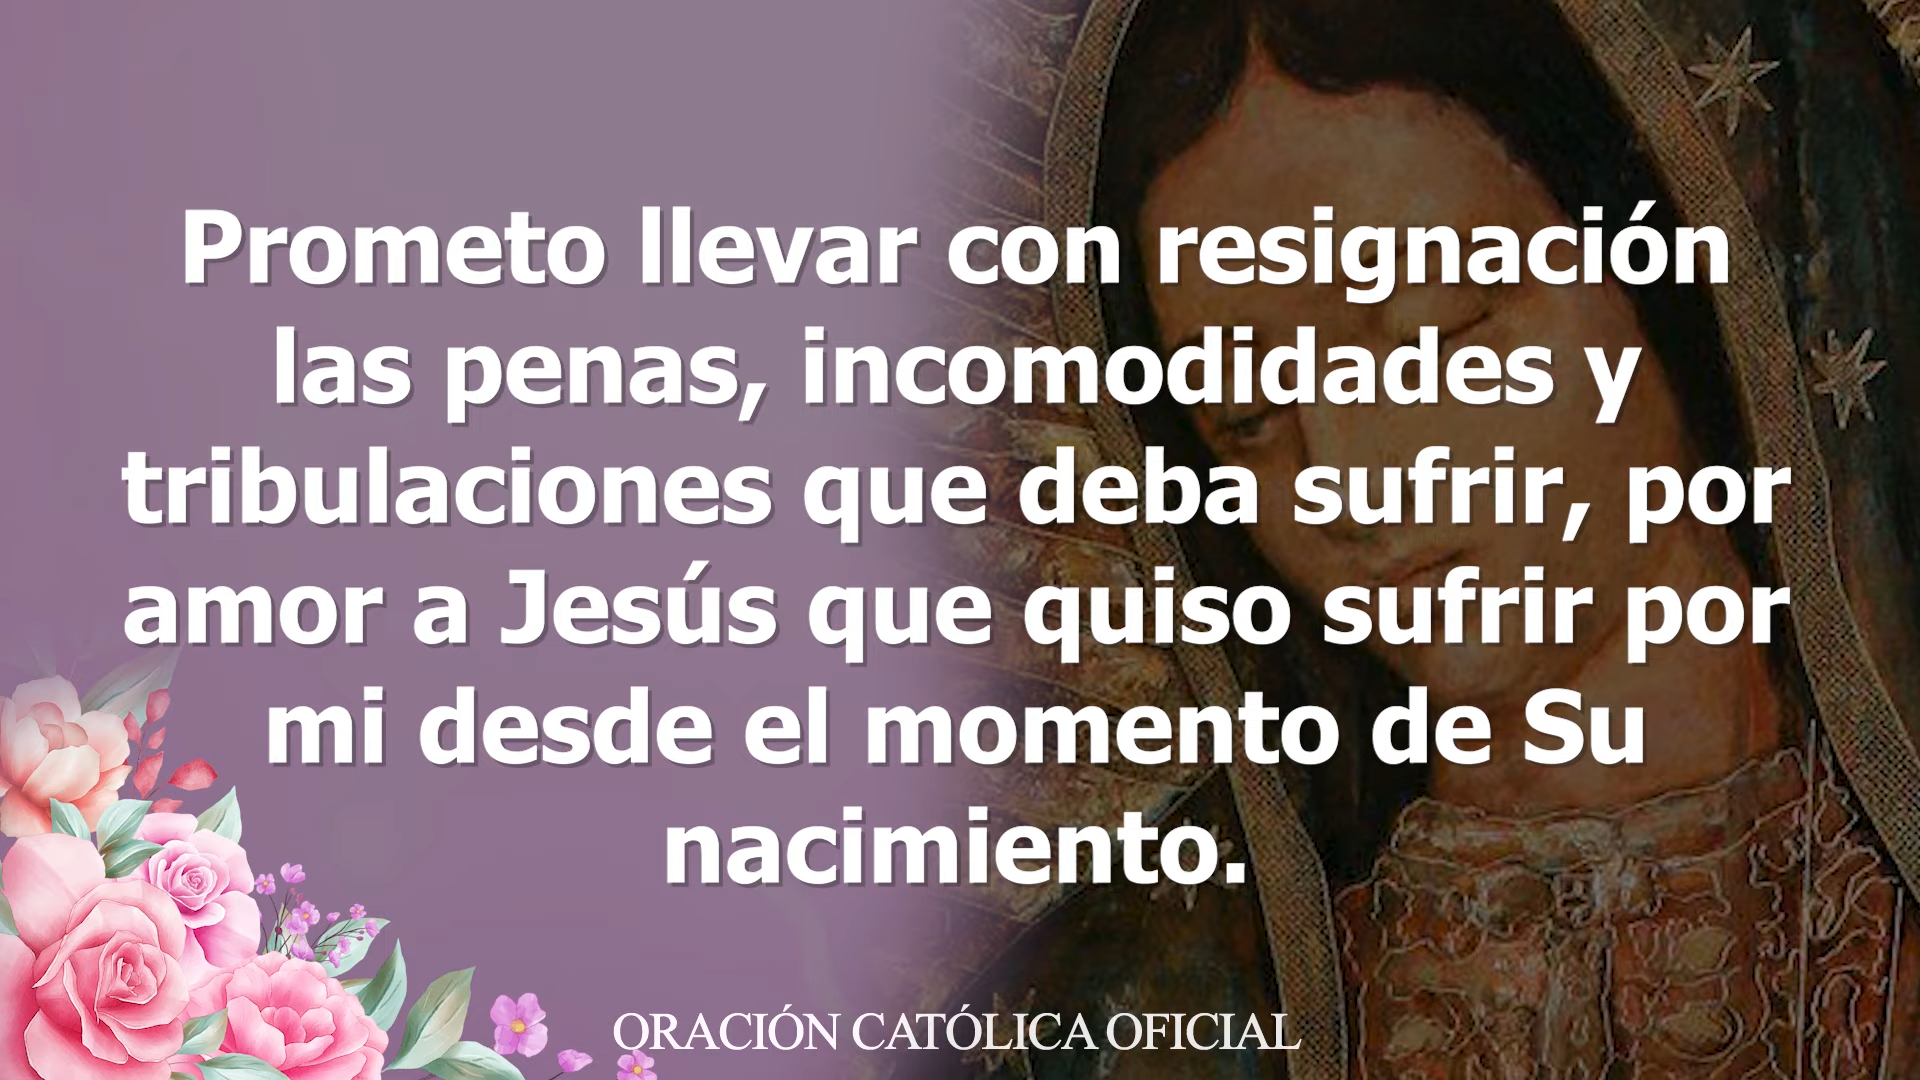 Prometo llevar con resignación
las penas, incomodidades y
tribulaciones que deba sufrir, por
amor a Jesús que quiso sufrir por
mi desde el momento de Su
nacimiento.
ORACIÓN CATÓLICA OFICIAL